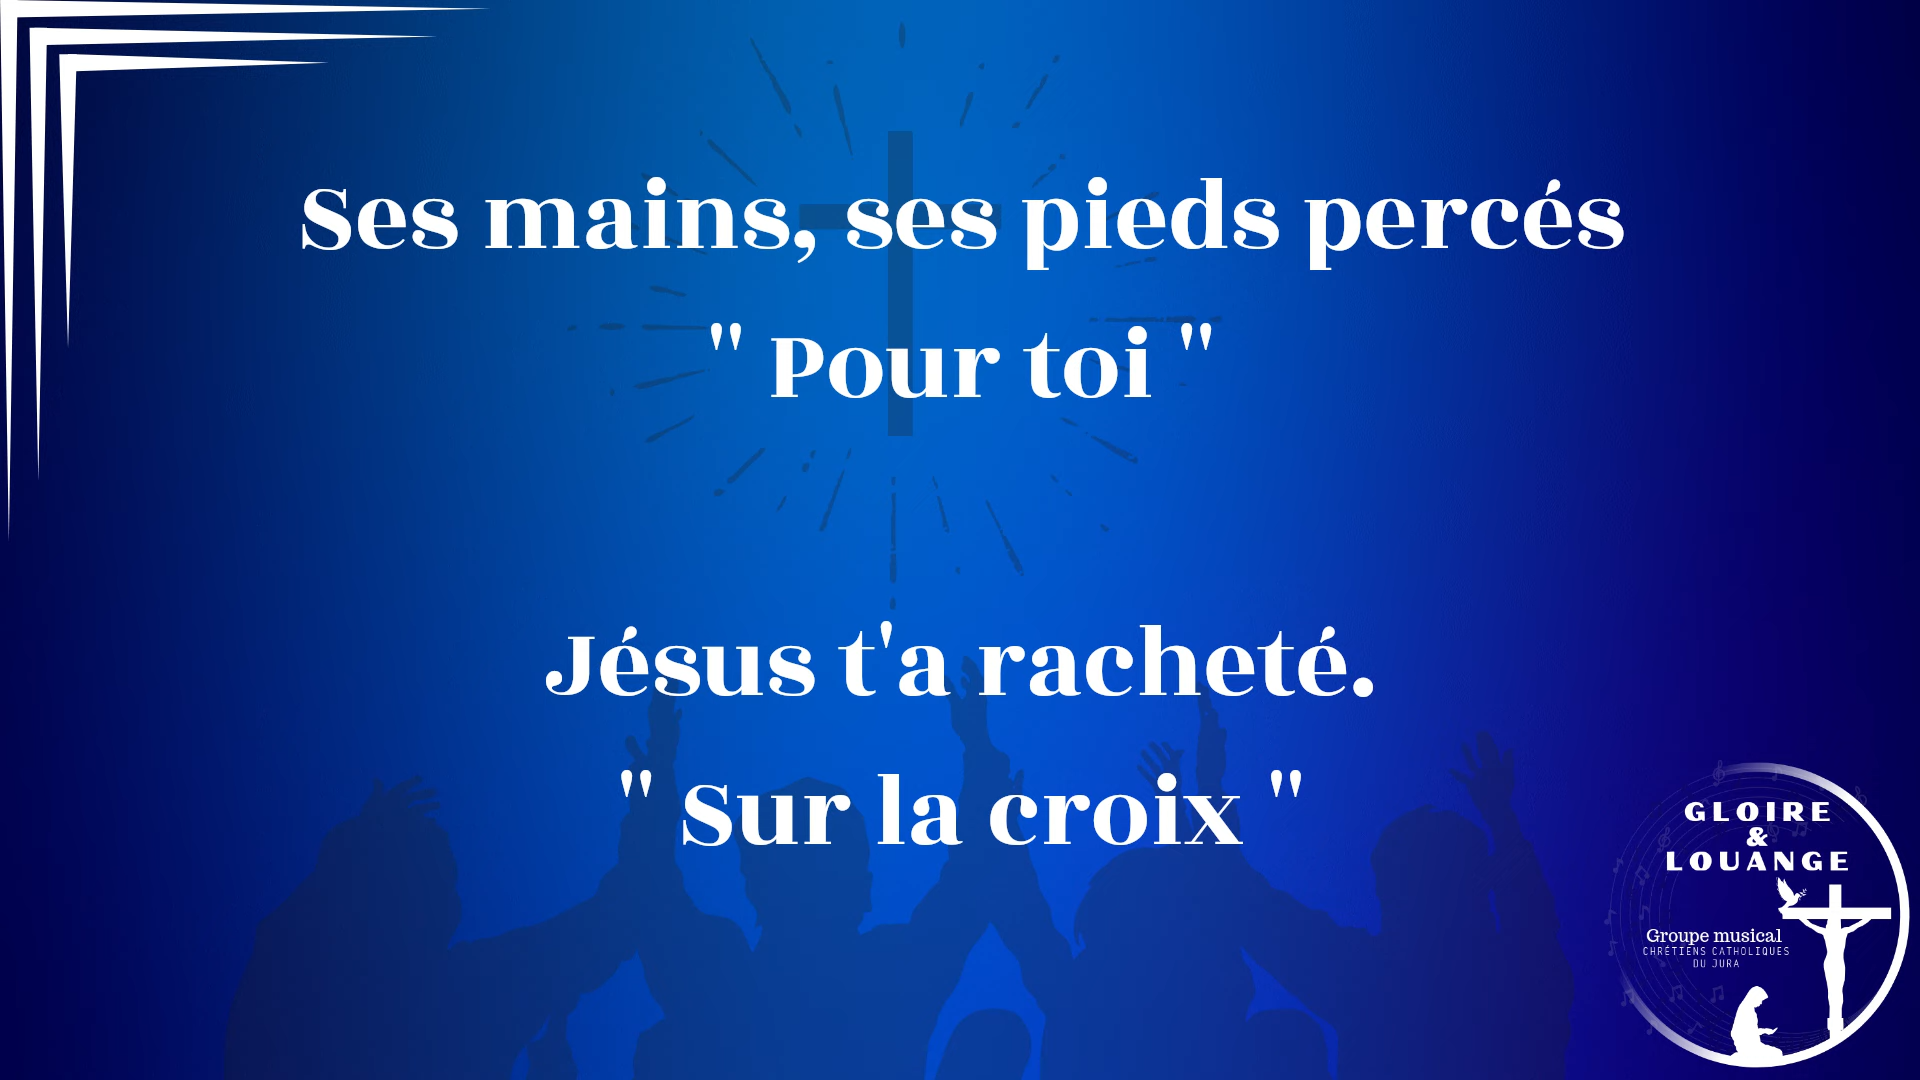 Ses mains, ses pieds percés
" Pour toi "
Jésus t'a racheté.
" Sur la croix "
GLOIRE
&
LOUANGE
Groupe musical
CHRÉTIENS CATHOLIQUES
DU JURA